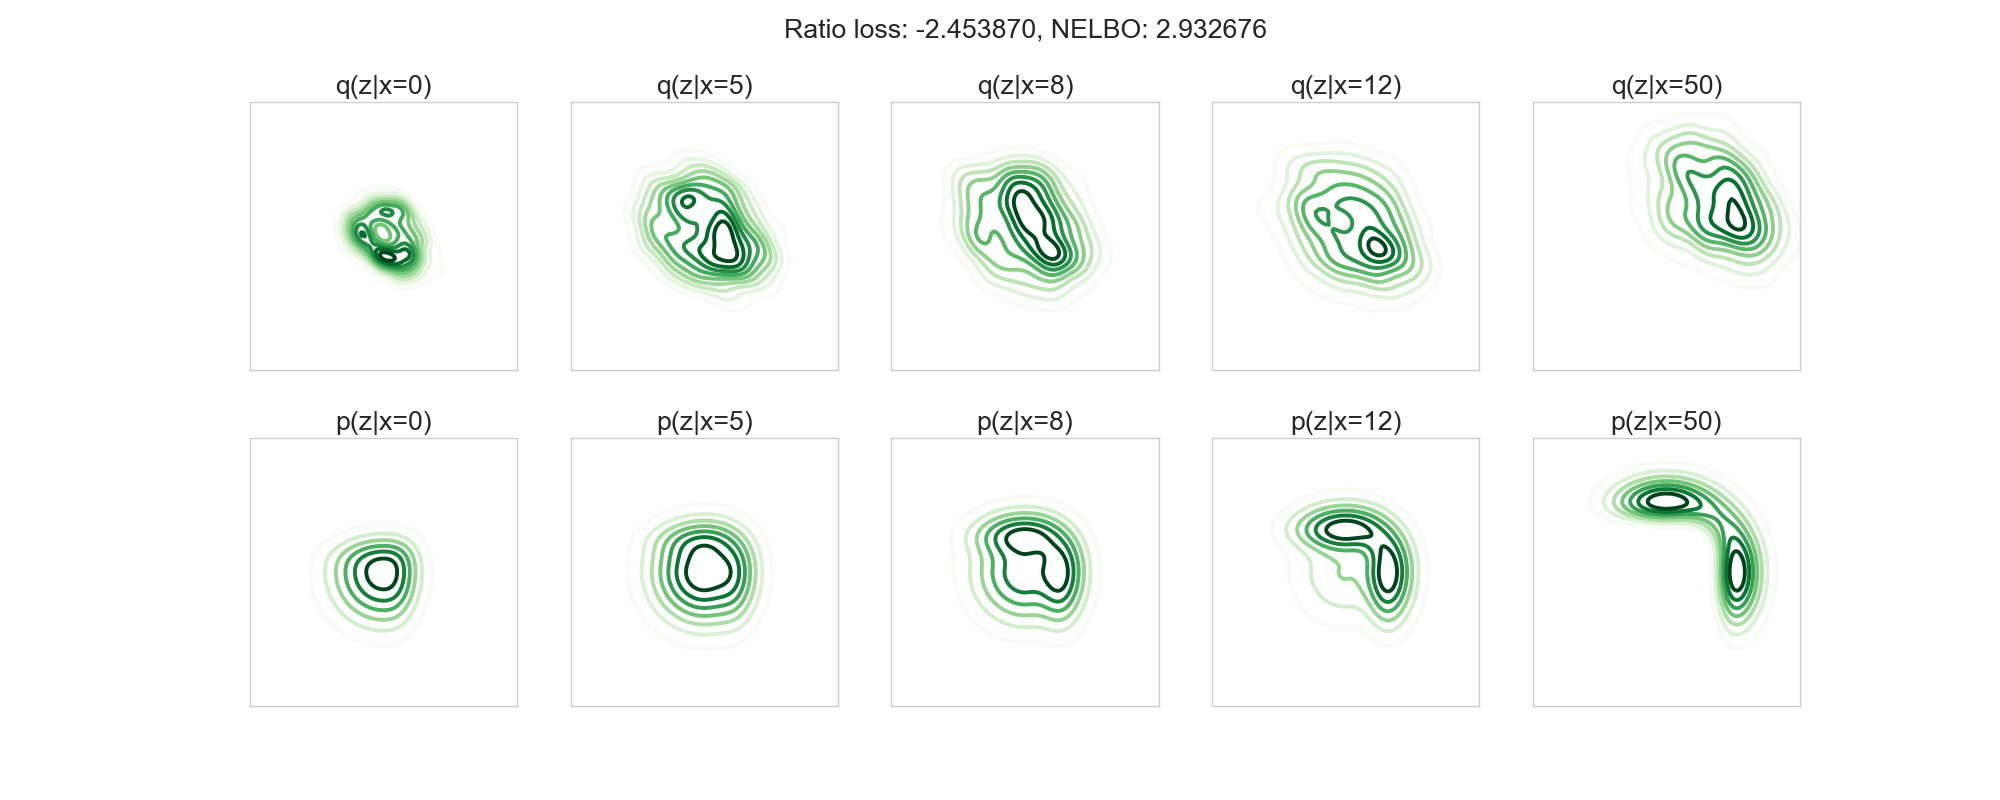 Ratio loss: -2.453870, NELBO: 2.932676
q(z|x=0) q(z|x=5) q(z|x=8) q(z|x=12) q(z|x=50)
p(z|x=0) p(z|x=5) p(z|x=8) p(z|x=12) p(z|x=50)